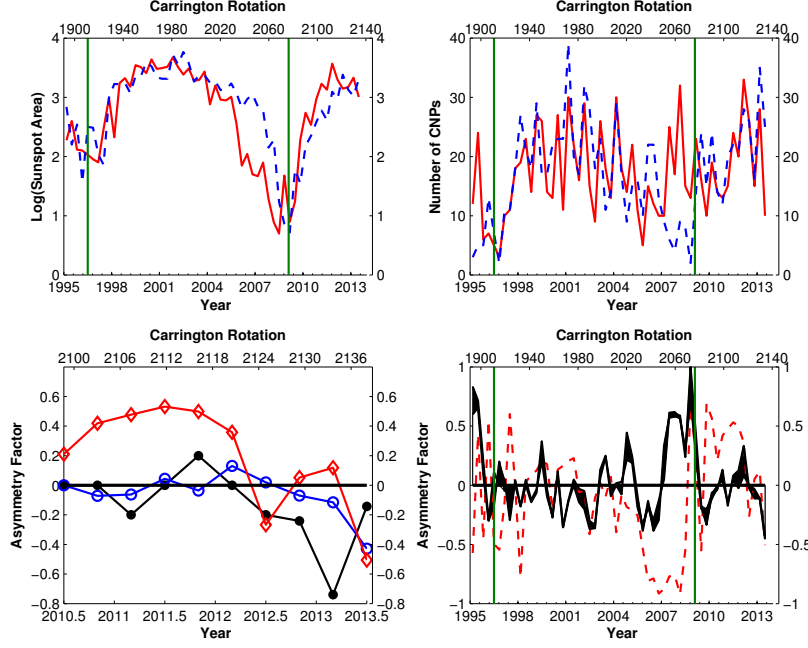 Carrington Rotation
1900 1940 1980 2020 2060 2100 2140
4 4
3 3
2 2
1 1
0 0
Log(Sunspot Area)
1995 1998 2001 2004 2007 2010 2013
Year
Carrington Rotation
1900 1940 1980 2020 2060 2100 2140
40 40
30 30
20 20
10 10
0 0
Number of CNPs
1995 1998 2001 2004 2007 2010 2013
Year
Carrington Rotation
2100 2106 2112 2118 2124 2130 2136
0.6 0.6
0.4 0.4
0.2 0.2
0 0
−0.2 −0.2
−0.4 −0.4
−0.6 −0.6
−0.8 −0.8
Asymmetry Factor
2010.5 2011 2011.5 2012 2012.5 2013 2013.5
Year
Carrington Rotation
1900 1940 1980 2020 2060 2100 2140
1 1
0.5 0.5
0 0
−0.5 −0.5
−1 −1
Asymmetry Factor
1995 1998 2001 2004 2007 2010 2013
Year